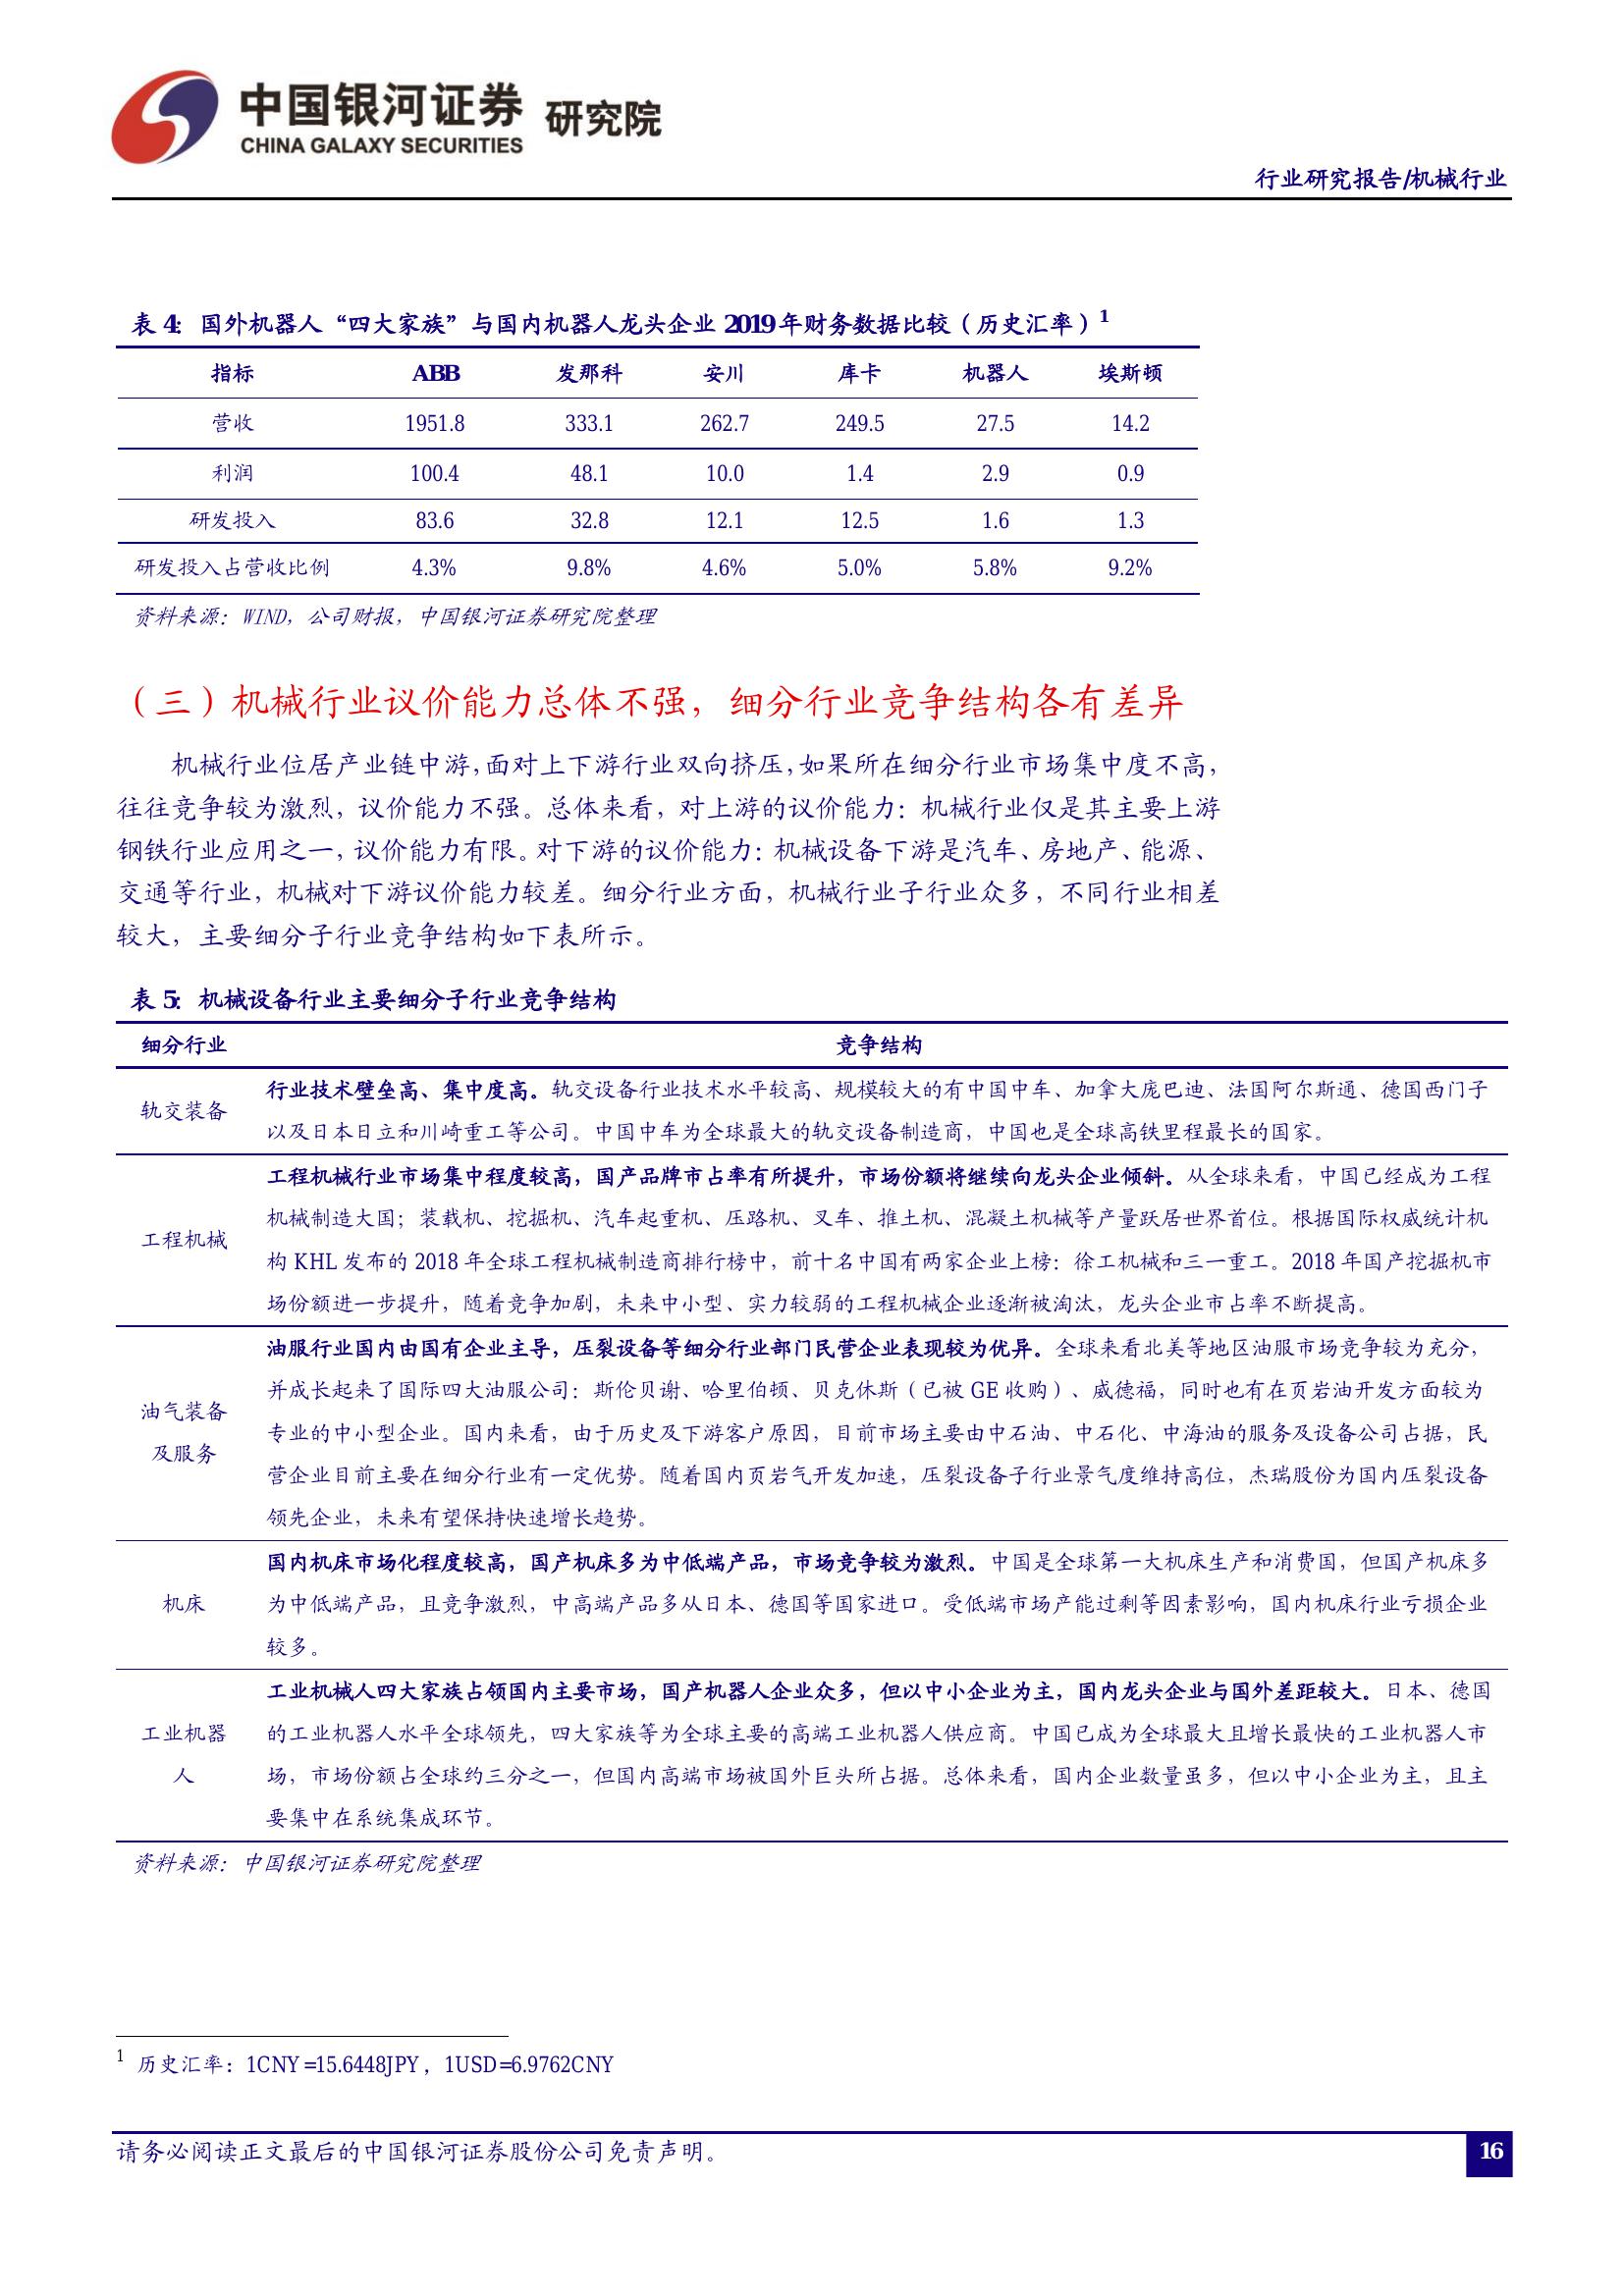 中国银河证券 研究院
CHINA GALAXY SECURITIES
行业研究报告/机械行业
表 4: 国外机器人“四大家族”与国内机器人龙头企业 2019 年财务数据比较（历史汇率）1
指标 ABB 发那科 安川 库卡 机器人 埃斯顿
营收 1951.8 333.1 262.7 249.5 27.5 14.2
利润 100.4 48.1 10.0 1.4 2.9 0.9
研发投入 83.6 32.8 12.1 12.5 1.6 1.3
研发投入占营收比例 4.3% 9.8% 4.6% 5.0% 5.8% 9.2%
资料来源：WIND，公司财报，中国银河证券研究院整理
（三）机械行业议价能力总体不强，细分行业竞争结构各有差异
机械行业位居产业链中游，面对上下游行业双向挤压，如果所在细分行业市场集中度不高，
往往竞争较为激烈，议价能力不强。总体来看，对上游的议价能力：机械行业仅是其主要上游
钢铁行业应用之一，议价能力有限。对下游的议价能力：机械设备下游是汽车、房地产、能源、
交通等行业，机械对下游议价能力较差。细分行业方面，机械行业子行业众多，不同行业相差
较大，主要细分子行业竞争结构如下表所示。
表 5: 机械设备行业主要细分子行业竞争结构
细分行业 竞争结构
轨交装备
行业技术壁垒高、集中度高。轨交设备行业技术水平较高、规模较大的有中国中车、加拿大庞巴迪、法国阿尔斯通、德国西门子
以及日本日立和川崎重工等公司。中国中车为全球最大的轨交设备制造商，中国也是全球高铁里程最长的国家。
工程机械
工程机械行业市场集中程度较高，国产品牌市占率有所提升，市场份额将继续向龙头企业倾斜。从全球来看，中国已经成为工程
机械制造大国；装载机、挖掘机、汽车起重机、压路机、叉车、推土机、混凝土机械等产量跃居世界首位。根据国际权威统计机
构 KHL 发布的 2018 年全球工程机械制造商排行榜中，前十名中国有两家企业上榜：徐工机械和三一重工。2018 年国产挖掘机市
场份额进一步提升，随着竞争加剧，未来中小型、实力较弱的工程机械企业逐渐被淘汰，龙头企业市占率不断提高。
油气装备
及服务
油服行业国内由国有企业主导，压裂设备等细分行业部门民营企业表现较为优异。全球来看北美等地区油服市场竞争较为充分，
并成长起来了国际四大油服公司：斯伦贝谢、哈里伯顿、贝克休斯（已被 GE 收购）、威德福，同时也有在页岩油开发方面较为
专业的中小型企业。国内来看，由于历史及下游客户原因，目前市场主要由中石油、中石化、中海油的服务及设备公司占据，民
营企业目前主要在细分行业有一定优势。随着国内页岩气开发加速，压裂设备子行业景气度维持高位，杰瑞股份为国内压裂设备
领先企业，未来有望保持快速增长趋势。
机床
国内机床市场化程度较高，国产机床多为中低端产品，市场竞争较为激烈。中国是全球第一大机床生产和消费国，但国产机床多
为中低端产品，且竞争激烈，中高端产品多从日本、德国等国家进口。受低端市场产能过剩等因素影响，国内机床行业亏损企业
较多。
工业机器
人
工业机械人四大家族占领国内主要市场，国产机器人企业众多，但以中小企业为主，国内龙头企业与国外差距较大。日本、德国
的工业机器人水平全球领先，四大家族等为全球主要的高端工业机器人供应商。中国已成为全球最大且增长最快的工业机器人市
场，市场份额占全球约三分之一，但国内高端市场被国外巨头所占据。总体来看，国内企业数量虽多，但以中小企业为主，且主
要集中在系统集成环节。
资料来源：中国银河证券研究院整理
1 历史汇率：1CNY=15.6448JPY，1USD=6.9762CNY
请务必阅读正文最后的中国银河证券股份公司免责声明。
16